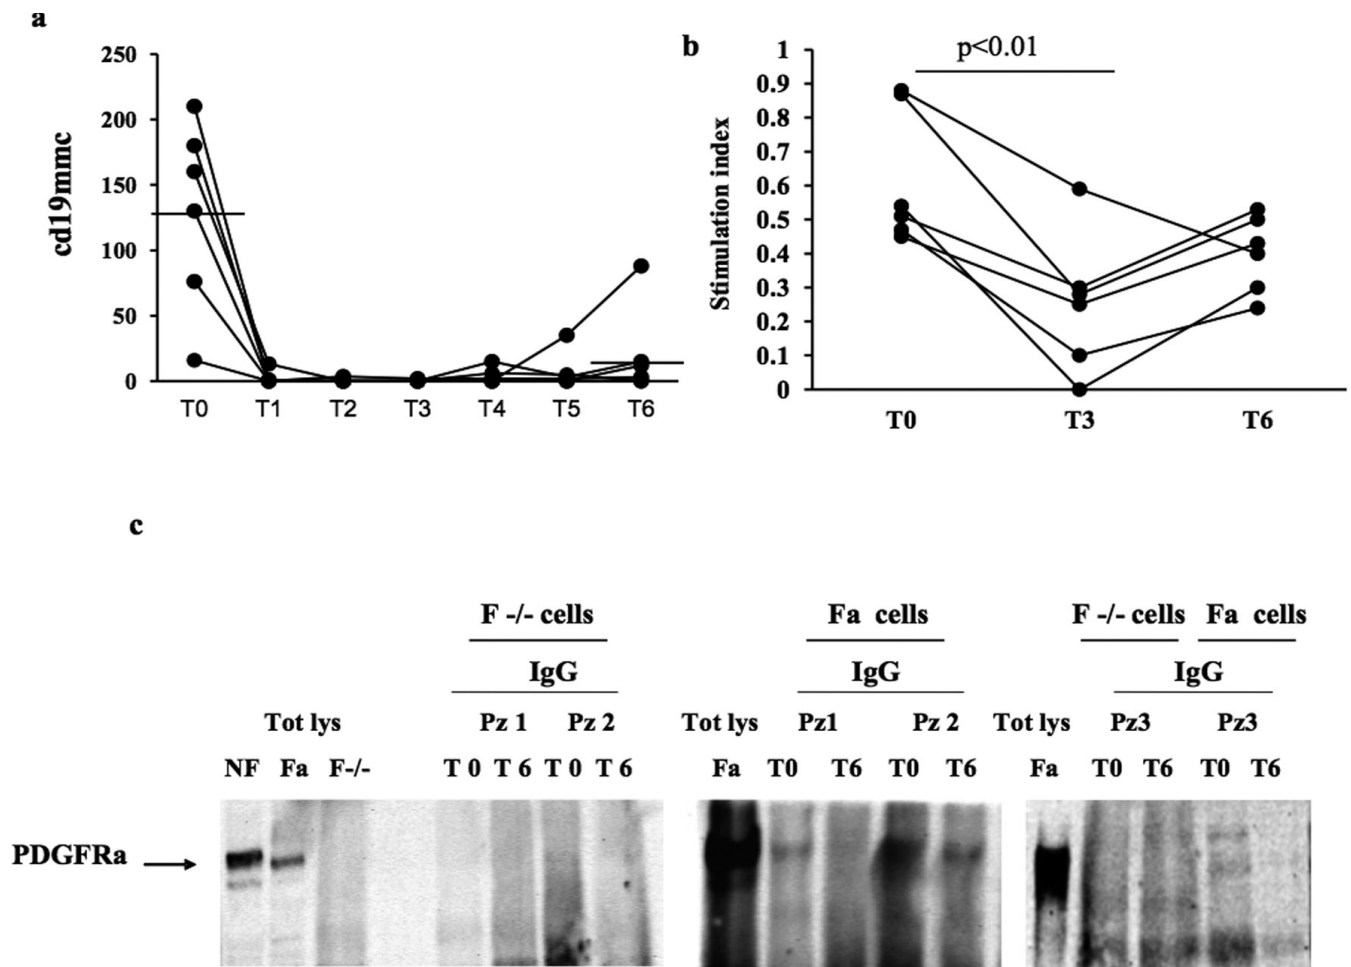 a
250
200
150
100
50
0
cd19mmc
T0 T1 T2 T3 T4 T5 T6
b
p<0.01
1
0.9
0.8
0.7
0.6
0.5
0.4
0.3
0.2
0.1
0
Stimulation index
T0 T3 T6
c
F -/- cells Fa cells F -/- cells Fa cells
IgG IgG IgG
Tot lys Pz 1 Pz 2 Tot lys Pz1 Pz 2 Tot lys Pz3 Pz3
NF Fa F-/- T 0 T 6 T 0 T 6 Fa T0 T6 T0 T6 Fa T0 T6 T0 T6
PDGFRa